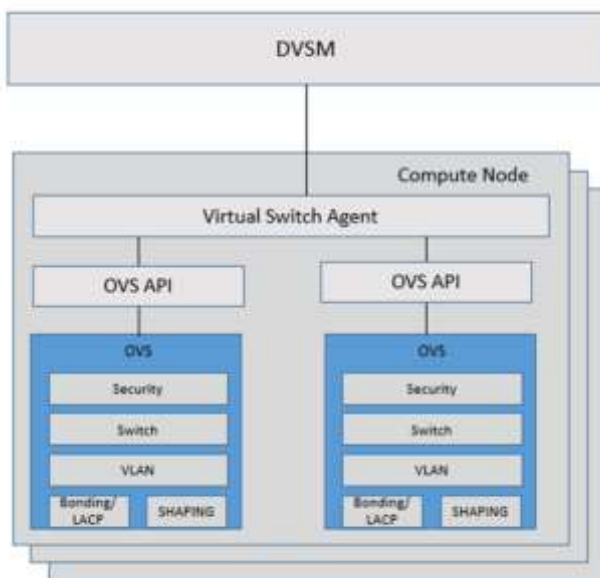 DVSM
Compute Node
Virtual Switch Agent
OVS API
OVS API
OVS
Security
Switch
VLAN
Bonding/
LACP
SHAPING
OVS
Security
Switch
VLAN
Bonding/
LACP
SHAPING